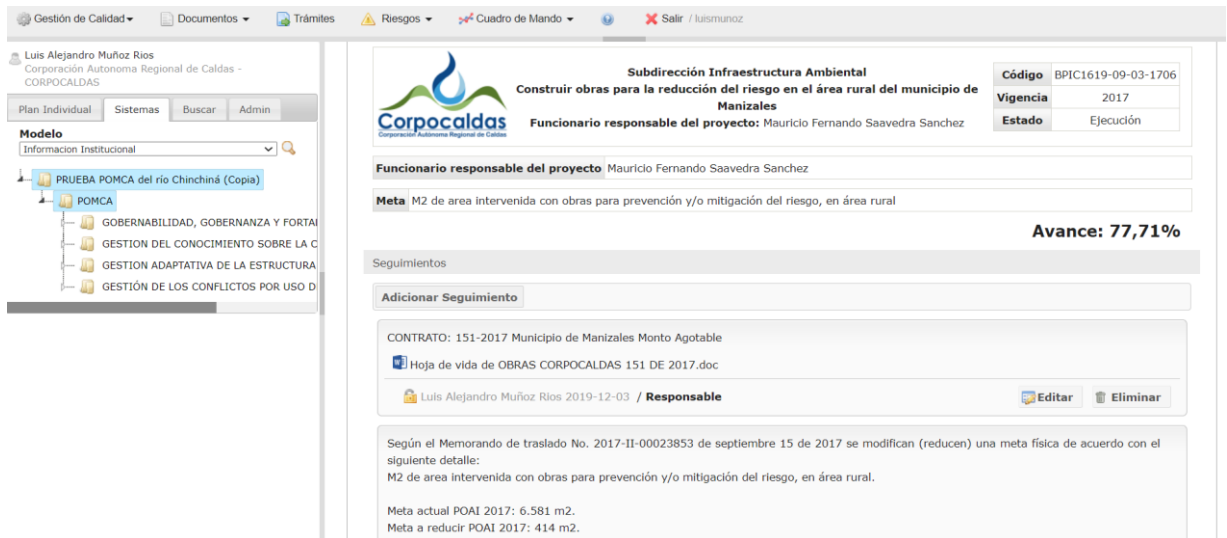 Gestión de Calidad Documentos Trámites Riesgos Cuadro de Mando Salir / luismunoz
Luis Alejandro Muñoz Rios
Corporación Autonoma Regional de Caldas -
CORPOCALDAS
Plan Individual Sistemas Buscar Admin
Modelo
Informacion Institucional
PRUEBA POMCA del río Chinchiná (Copia)
POMCA
GOBERNABILIDAD, GOBERNANZA Y FORTA
GESTION DEL CONOCIMIENTO SOBRE LA C
GESTION ADAPTATIVA DE LA ESTRUCTURA
GESTIÓN DE LOS CONFLICTOS POR USO D
Corpocaldas
Corporación Autónoma Regional de Caldas
Subdirección Infraestructura Ambiental
Construir obras para la reducción del riesgo en el área rural del municipio de
Manizales
Funcionario responsable del proyecto: Mauricio Fernando Saavedra Sanchez
Código BPIC1619-09-03-1706
Vigencia 2017
Estado Ejecución
Funcionario responsable del proyecto Mauricio Fernando Saavedra Sanchez
Meta M2 de area intervenida con obras para prevención y/o mitigación del riesgo, en área rural
Avance: 77,71%
Seguimientos
Adicionar Seguimiento
CONTRATO: 151-2017 Municipio de Manizales Monto Agotable
Hoja de vida de OBRAS CORPOCALDAS 151 DE 2017.doc
Luis Alejandro Muñoz Rios 2019-12-03 / Responsable
Editar Eliminar
Según el Memorando de traslado No. 2017-II-00023853 de septiembre 15 de 2017 se modifican (reducen) una meta física de acuerdo con el
siguiente detalle:
M2 de area intervenida con obras para prevención y/o mitigación del riesgo, en área rural.
Meta actual POAI 2017: 6.581 m2.
Meta a reducir POAI 2017: 414 m2.